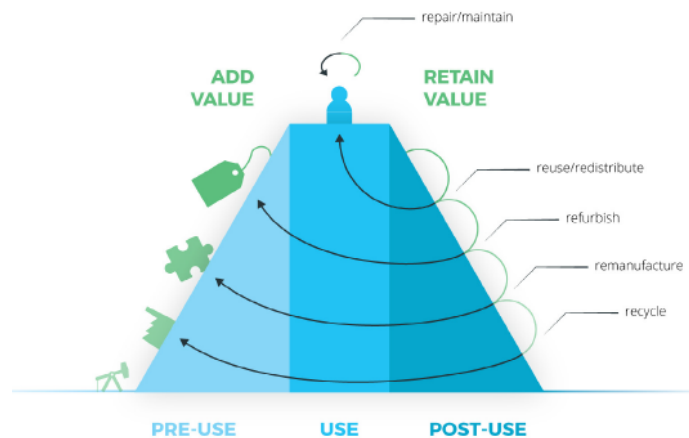 repair/maintain
ADD
VALUE
RETAIN
VALUE
reuse/redistribute
refurbish
remanufacture
recycle
PRE-USE
USE
POST-USE